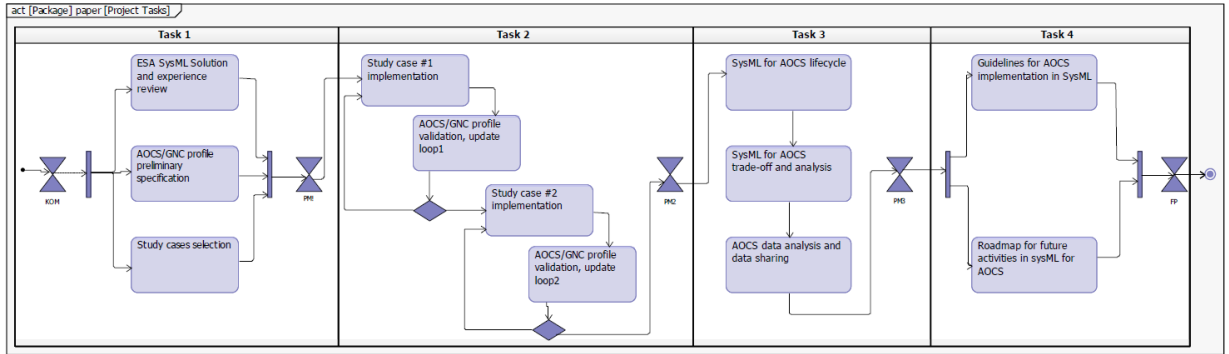 act [Package] paper [Project Tasks]
Task 1
Task 2
Task 3
Task 4
ESA SysML Solution
and experience
review
AOCS/GNC profile
preliminary
specification
Study cases selection
KOM
PM!
Study case #1
implementation
AOCS/GNC profile
validation, update
loop1
Study case #2
implementation
AOCS/GNC profile
validation, update
loop2
PM2
SysML for AOCS lifecycle
SysML for AOCS
trade-off and analysis
AOCS data analysis and
data sharing
PM3
Guidelines for AOCS
implementation in SysML
Roadmap for future
activities in sysML for
AOCS
FP